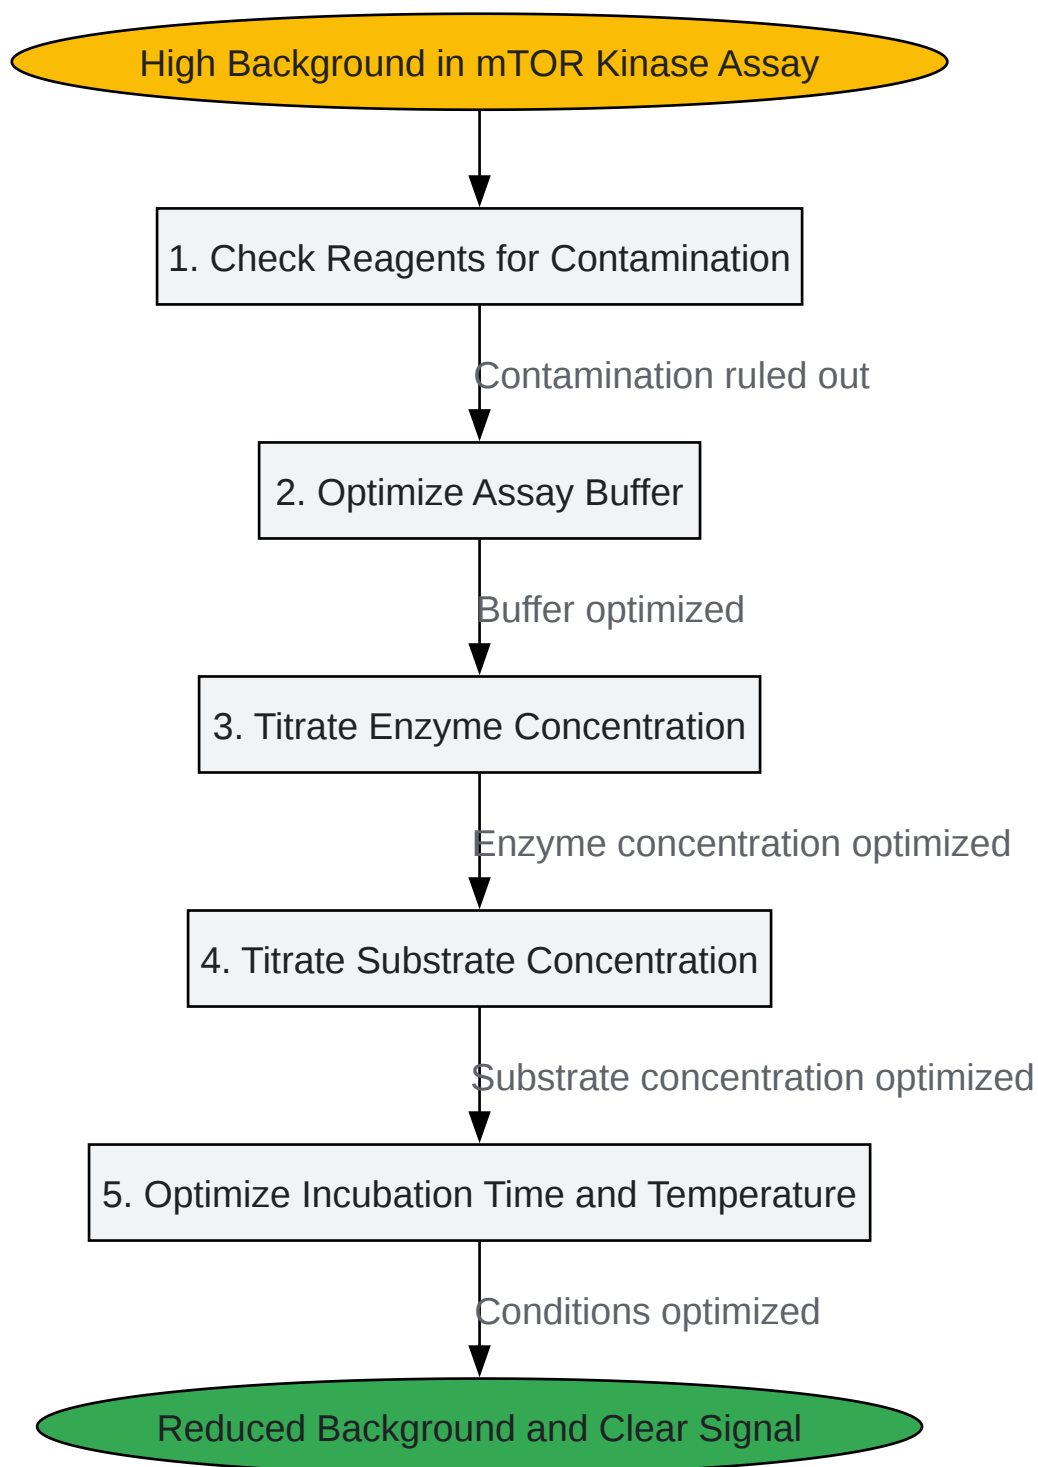 High Background in mTOR Kinase Assay
1. Check Reagents for Contamination
Contamination ruled out
2. Optimize Assay Buffer
Buffer optimized
3. Titrate Enzyme Concentration
Enzyme concentration optimized
4. Titrate Substrate Concentration
Substrate concentration optimized
5. Optimize Incubation Time and Temperature
Conditions optimized
Reduced Background and Clear Signal